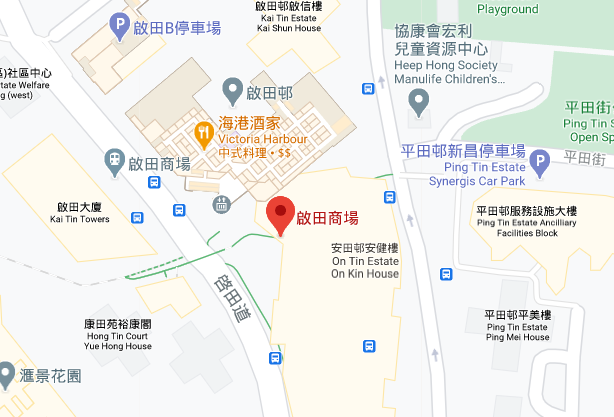 Playground
啟田邨啟信樓
Kai Tin Estate
Kai Shun House
啟田B停車場
協康會宏利
兒童資源中心
Heep Hong Society
Manulife Children's...
區)社區中心
state Welfare
g (west)
啟田邨
平田街
Ping Tin S
Open Sp
海港酒家
Victoria Harbour
中式料理・$$
平田邨新昌停車場
Ping Tin Estate
Synergis Car Park
平田街
啟田商場
啟田大廈
Kai Tin Towers
啟田商場
平田邨服務設施大樓
Ping Tin Estate Ancilliary
Facilities Block
安田邨安健樓
On Tin Estate
On Kin House
啓田道
康田苑裕康閣
Hong Tin Court
Yue Hong House
平田邨平美樓
Ping Tin Estate
Ping Mei House
滙景花園